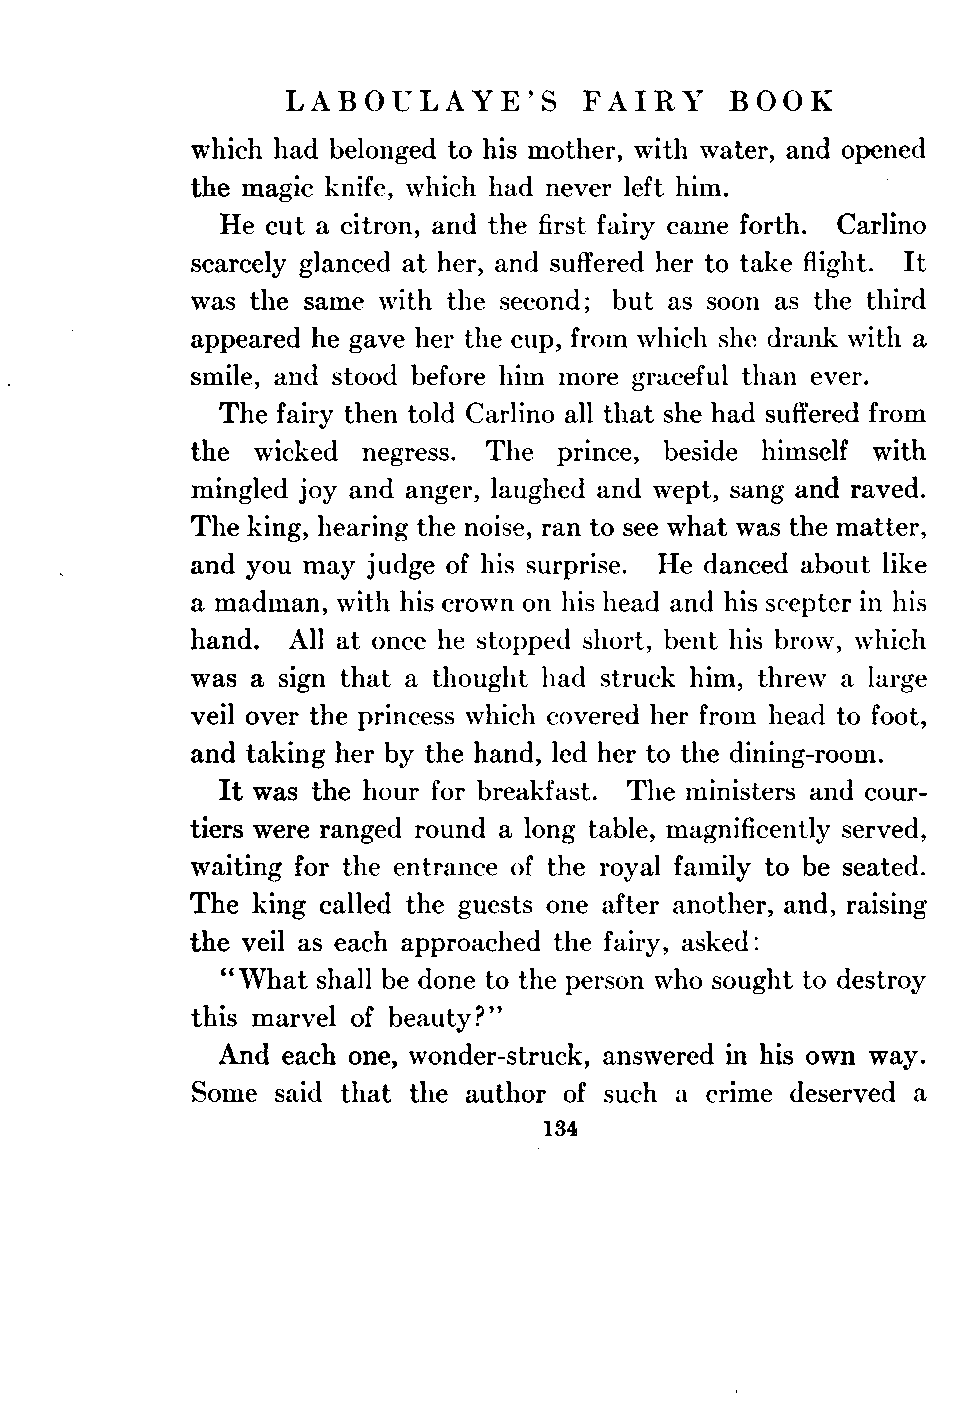 LABOULAYE'S FAIRY BOOK
which had belonged to his mother, with water, and opened
the magic knife, which had never left him.
He cut a citron, and the first fairy came forth. Carlino
scarcely glanced at her, and suffered her to take flight. It
was the same with the second; but as soon as the third
appeared he gave her the cup, from which she drank with a
smile, and stood before him more graceful than ever.
The fairy then told Carlino all that she had suffered from
the wicked negress. The prince, beside himself with
mingled joy and anger, laughed and wept, sang and raved.
The king, hearing the noise, ran to see what was the matter,
and you may judge of his surprise. He danced about like
a madman, with his crown on his head and his scepter in his
hand. All at once he stopped short, bent his brow, which
was a sign that a thought had struck him, threw a large
veil over the princess which covered her from head to foot,
and taking her by the hand, led her to the dining-room.
It was the hour for breakfast. The ministers and cour-
tiers were ranged round a long table, magnificently served,
waiting for the entrance of the royal family to be seated.
The king called the guests one after another, and, raising
the veil as each approached the fairy, asked:
"What shall be done to the person who sought to destroy
this marvel of beauty?"
And each one, wonder-struck, answered in his own way.
Some said that the author of such a crime deserved a
134